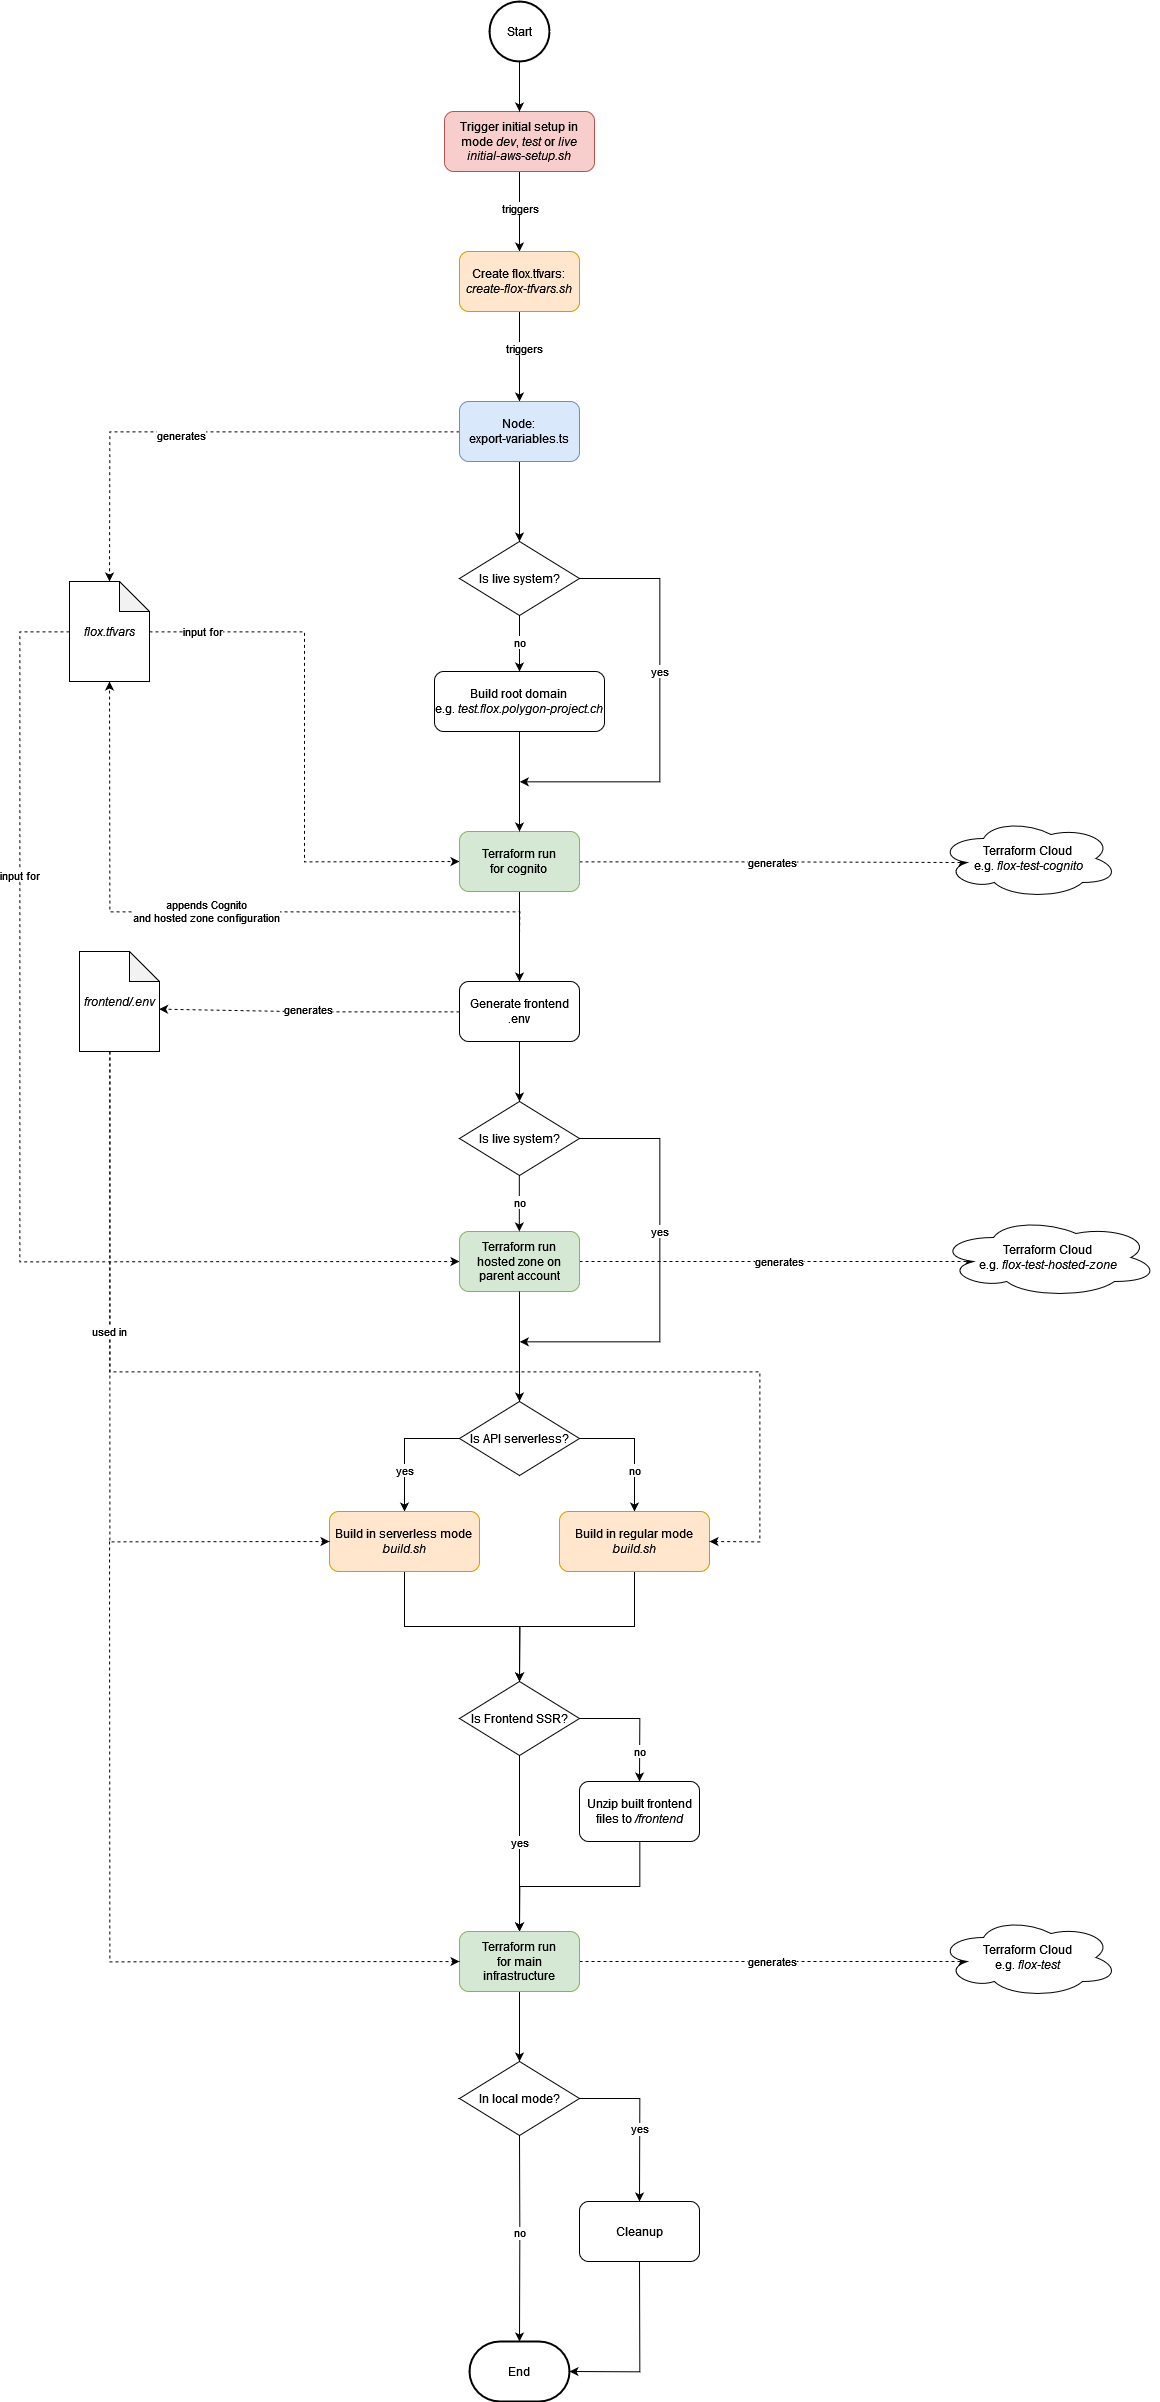 Start
Trigger initial setup in
mode dev, test or live
initial-aws-setup.sh
triggers
Create flox.tfvars:
create-flox-tfvars.sh
triggers
Node:
export-variables.ts
generates
Is live system?
flox.tfvars
input for
no
yes
Build root domain
e.g. test.flox.polygon-project.ch
Terraform run
for cognito
generates
Terraform Cloud
e.g. flox-test-cognito
input for
appends Cognito
and hosted zone configuration
frontend/.env
generates
Generate frontend
.env
Is live system?
no
yes
Terraform run
hosted zone on
parent account
generates
Terraform Cloud
e.g. flox-test-hosted-zone
used in
Is API serverless?
yes
no
Build in serverless mode
build.sh
Build in regular mode
build.sh
Is Frontend SSR?
no
Unzip built frontend
files to /frontend
yes
Terraform run
for main
infrastructure
generates
Terraform Cloud
e.g. flox-test
In local mode?
yes
no
Cleanup
End